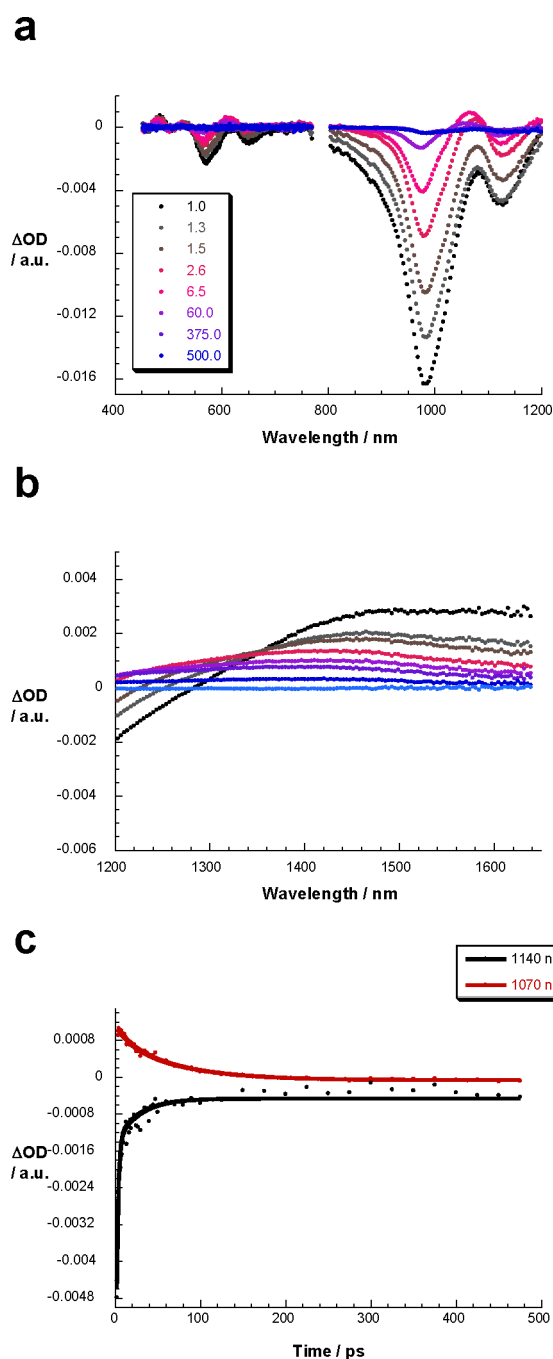 a
0
-0.004
-0.008
-0.012
-0.016
ΔOD
/ a.u.
1.0
1.3
1.5
2.6
6.5
60.0
375.0
500.0
400 600 800 1000 1200
Wavelength / nm
b
0.004
0.002
0
-0.002
-0.004
-0.006
ΔOD
/ a.u.
1200 1300 1400 1500 1600
Wavelength / nm
c
1140 n
1070 n
0.0008
0
-0.0008
-0.0016
-0.0024
-0.0032
-0.004
-0.0048
ΔOD
/ a.u.
0 100 200 300 400 500
Time / ps